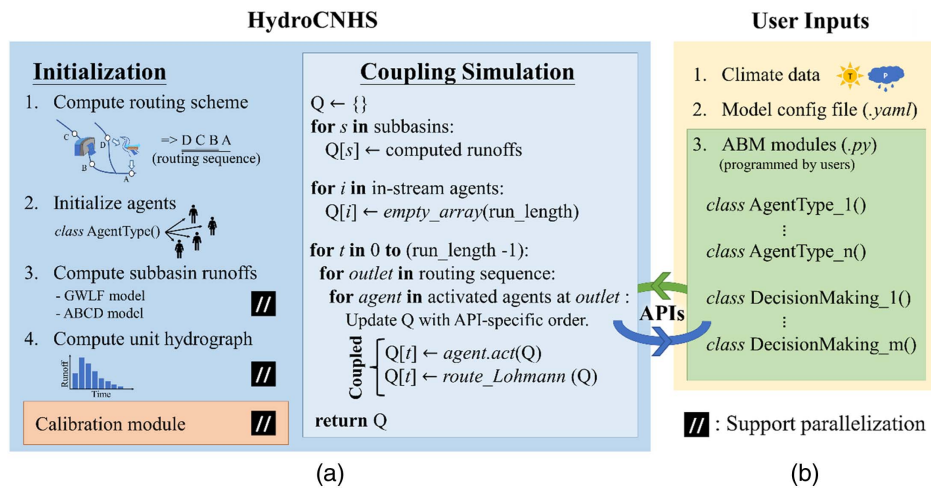 HydroCNHS
Initialization
1. Compute routing scheme
C
D
B
A
=> D C B A
(routing sequence)
2. Initialize agents
class AgentType()
3. Compute subbasin runoffs
- GWLF model
- ABCD model
//
4. Compute unit hydrograph
Runoff
Time
//
Calibration module
//
Coupling Simulation
Q ← {}
for s in subbasins:
Q[s] ← computed runoffs
for i in in-stream agents:
Q[i] ← empty_array(run_length)
for t in 0 to (run_length -1):
for outlet in routing sequence:
for agent in activated agents at outlet :
Update Q with API-specific order.
Coupled
Q[t] ← agent.act(Q)
Q[t] ← route_Lohmann (Q)
return Q
(a)
APIs
User Inputs
1. Climate data
T
P
2. Model config file (.yaml)
3. ABM modules (.py)
(programmed by users)
class AgentType_1()
⋮
class AgentType_n()
class DecisionMaking_1()
⋮
class DecisionMaking_m()
// : Support parallelization
(b)